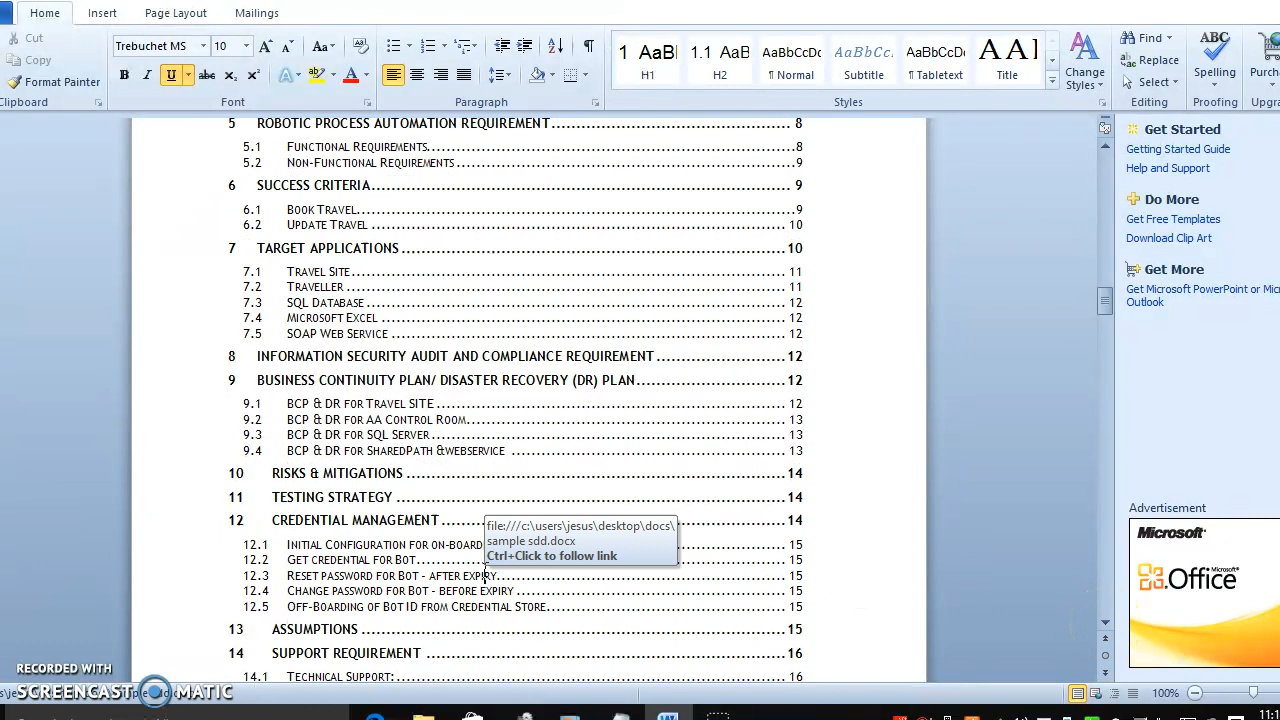 Home Insert Page Layout Mailings
Cut
Copy
Format Painter
Clipboard
Trebuchet MS 10
Font
Paragraph
1 AaBl 1.1 AaB AaBbCcDc AaBbCc. AaBbCcD AA
H1 H2 ¶ Normal Subtitle ¶ Tabletext Title
Styles
Change
Styles
Find
Replace
Select
Editing
ABC
Spelling
Proofing
5 ROBOTIC PROCESS AUTOMATION REQUIREMENT 8
5.1 FUNCTIONAL REQUIREMENTS 8
5.2 NON-FUNCTIONAL REQUIREMENTS 9
6 SUCCESS CRITERIA 9
6.1 BOOK TRAVEL 9
6.2 UPDATE TRAVEL 10
7 TARGET APPLICATIONS 10
7.1 TRAVEL SITE 11
7.2 TRAVELLER 11
7.3 SQL DATABASE 12
7.4 MICROSOFT EXCEL 12
7.5 SOAP WEB SERVICE 12
8 INFORMATION SECURITY AUDIT AND COMPLIANCE REQUIREMENT 12
9 BUSINESS CONTINUITY PLAN/ DISASTER RECOVERY (DR) PLAN 12
9.1 BCP & DR FOR TRAVEL SITE 12
9.2 BCP & DR FOR AA CONTROL ROOM 13
9.3 BCP & DR FOR SQL SERVER 13
9.4 BCP & DR FOR SHAREDPATH &WEBSERVICE 13
10 RISKS & MITIGATIONS 14
11 TESTING STRATEGY 14
12 CREDENTIAL MANAGEMENT 14
file:///c:\users\jesus\desktop\docs\
sample sdd.docx
Ctrl+Click to follow link
12.1 INITIAL CONFIGURATION FOR ON-BOARD 15
12.2 GET CREDENTIAL FOR BOT 15
12.3 RESET PASSWORD FOR BOT - AFTER EXPIRY 15
12.4 CHANGE PASSWORD FOR BOT - BEFORE EXPIRY 15
12.5 OFF-BOARDING OF BOT ID FROM CREDENTIAL STORE 15
13 ASSUMPTIONS 15
14 SUPPORT REQUIREMENT 16
14.1 TECHNICAL SUPPORT: 16
Get Started
Getting Started Guide
Help and Support
Do More
Get Free Templates
Download Clip Art
Get More
Get Microsoft PowerPoint or
Outlook
Advertisement
Microsoft
Office
RECORDED WITH
SCREENCAST MATIC
100%